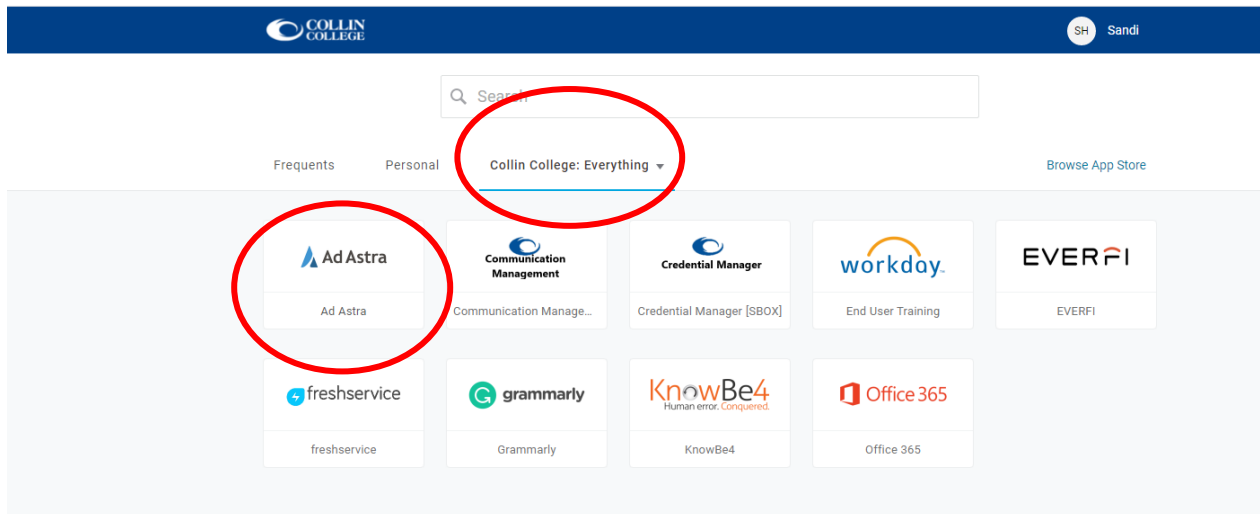 COLLIN
COLLEGE
SH Sandi
Search
Frequents Personal Collin College: Everything Browse App Store
Ad Astra
Communication
Management
Credential Manager
workday.
EVERFI
Ad Astra
Communication Manage...
Credential Manager [SBOX]
End User Training
EVERFI
freshservice
grammarly
KnowBe4
Human error. Conquered.
Office 365
freshservice
Grammarly
KnowBe4
Office 365